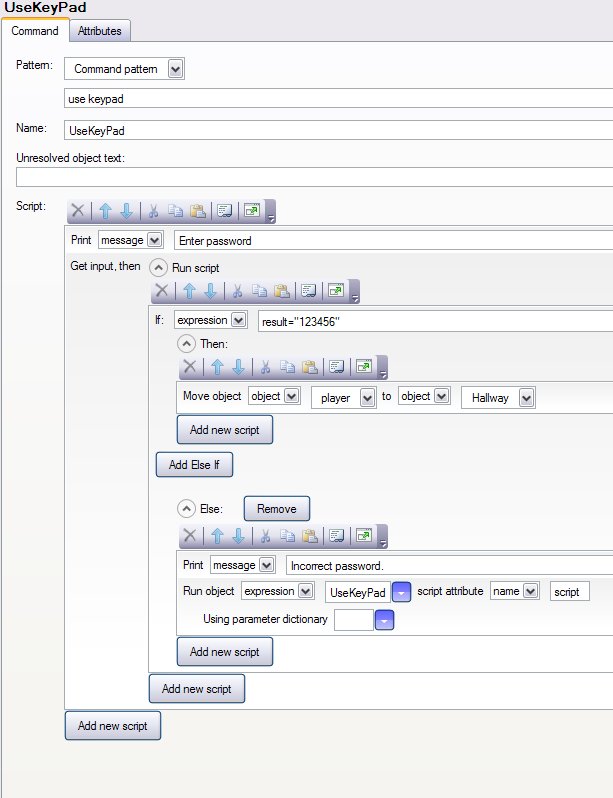 UseKeyPad
Command Attributes
Pattern: Command pattern
use keypad
Name: UseKeyPad
Unresolved object text:
Script:
Print message Enter password
Get input, then Run script
If: expression result="123456"
Then:
Move object object player to object Hallway
Add new script
Add Else If
Else: Remove
Print message Incorrect password.
Run object expression UseKeyPad script attribute name script
Using parameter dictionary
Add new script
Add new script
Add new script